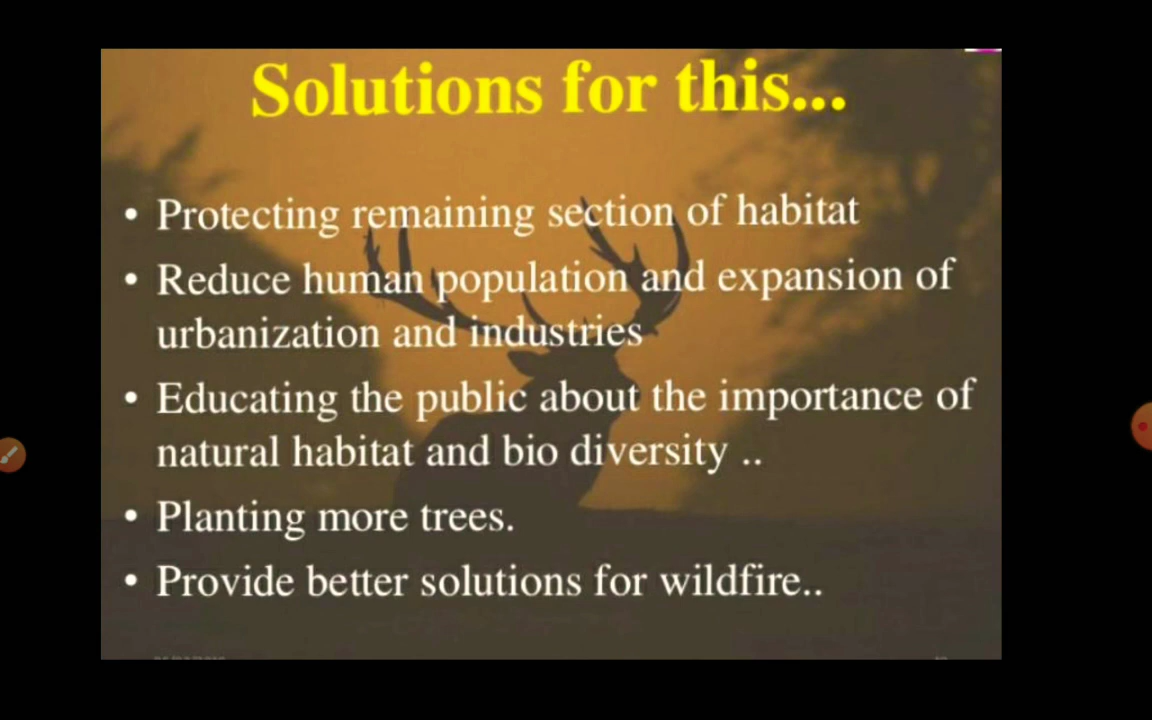 Solutions for this...
• Protecting remaining section of habitat
• Reduce human population and expansion of
urbanization and industries
• Educating the public about the importance of
natural habitat and bio diversity ..
• Planting more trees.
• Provide better solutions for wildfire..